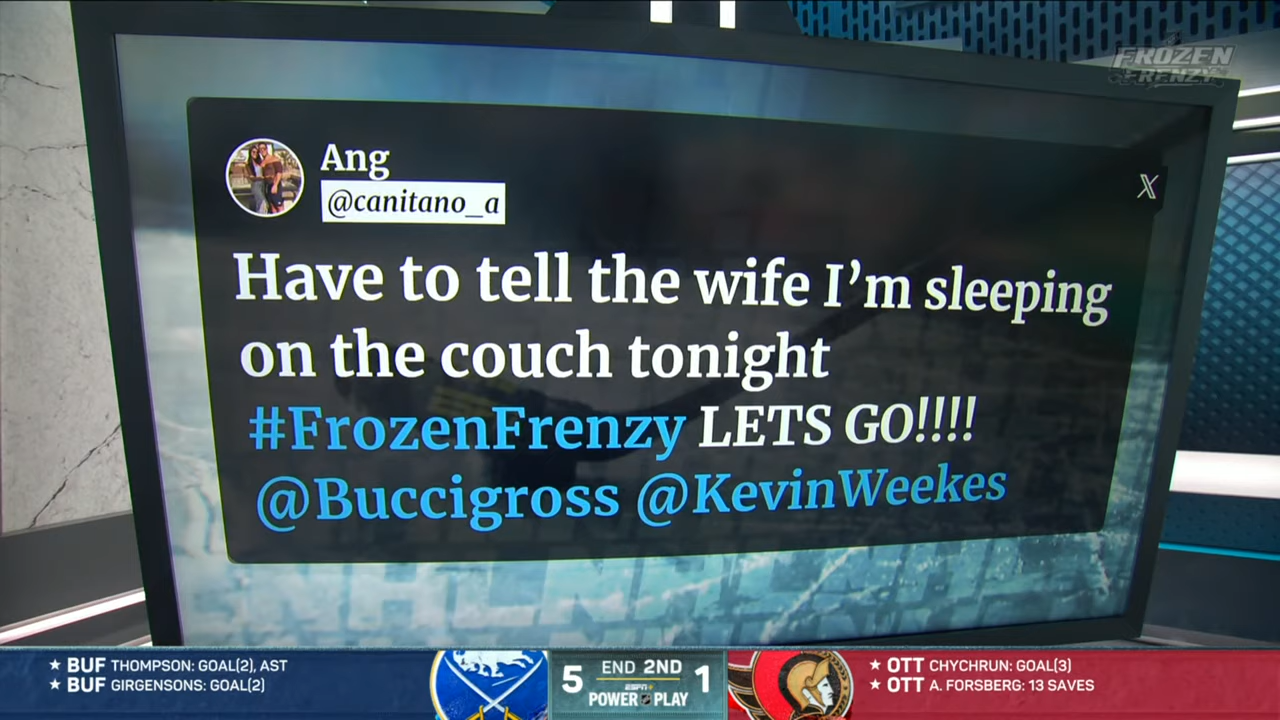 FROZEN
FRENZY
Ang
@canitano_a
X
Have to tell the wife I'm sleeping
on the couch tonight
#FrozenFrenzy LETS GO!!!!
@Buccigross @KevinWeekes
★ BUF THOMPSON: GOAL(2), AST
★ BUF GIRGENSONS: GOAL(2)
5 END 2ND 1
ESPN+
POWER PLAY
★ OTT CHYCHRUN: GOAL(3)
★ OTT A. FORSBERG: 13 SAVES